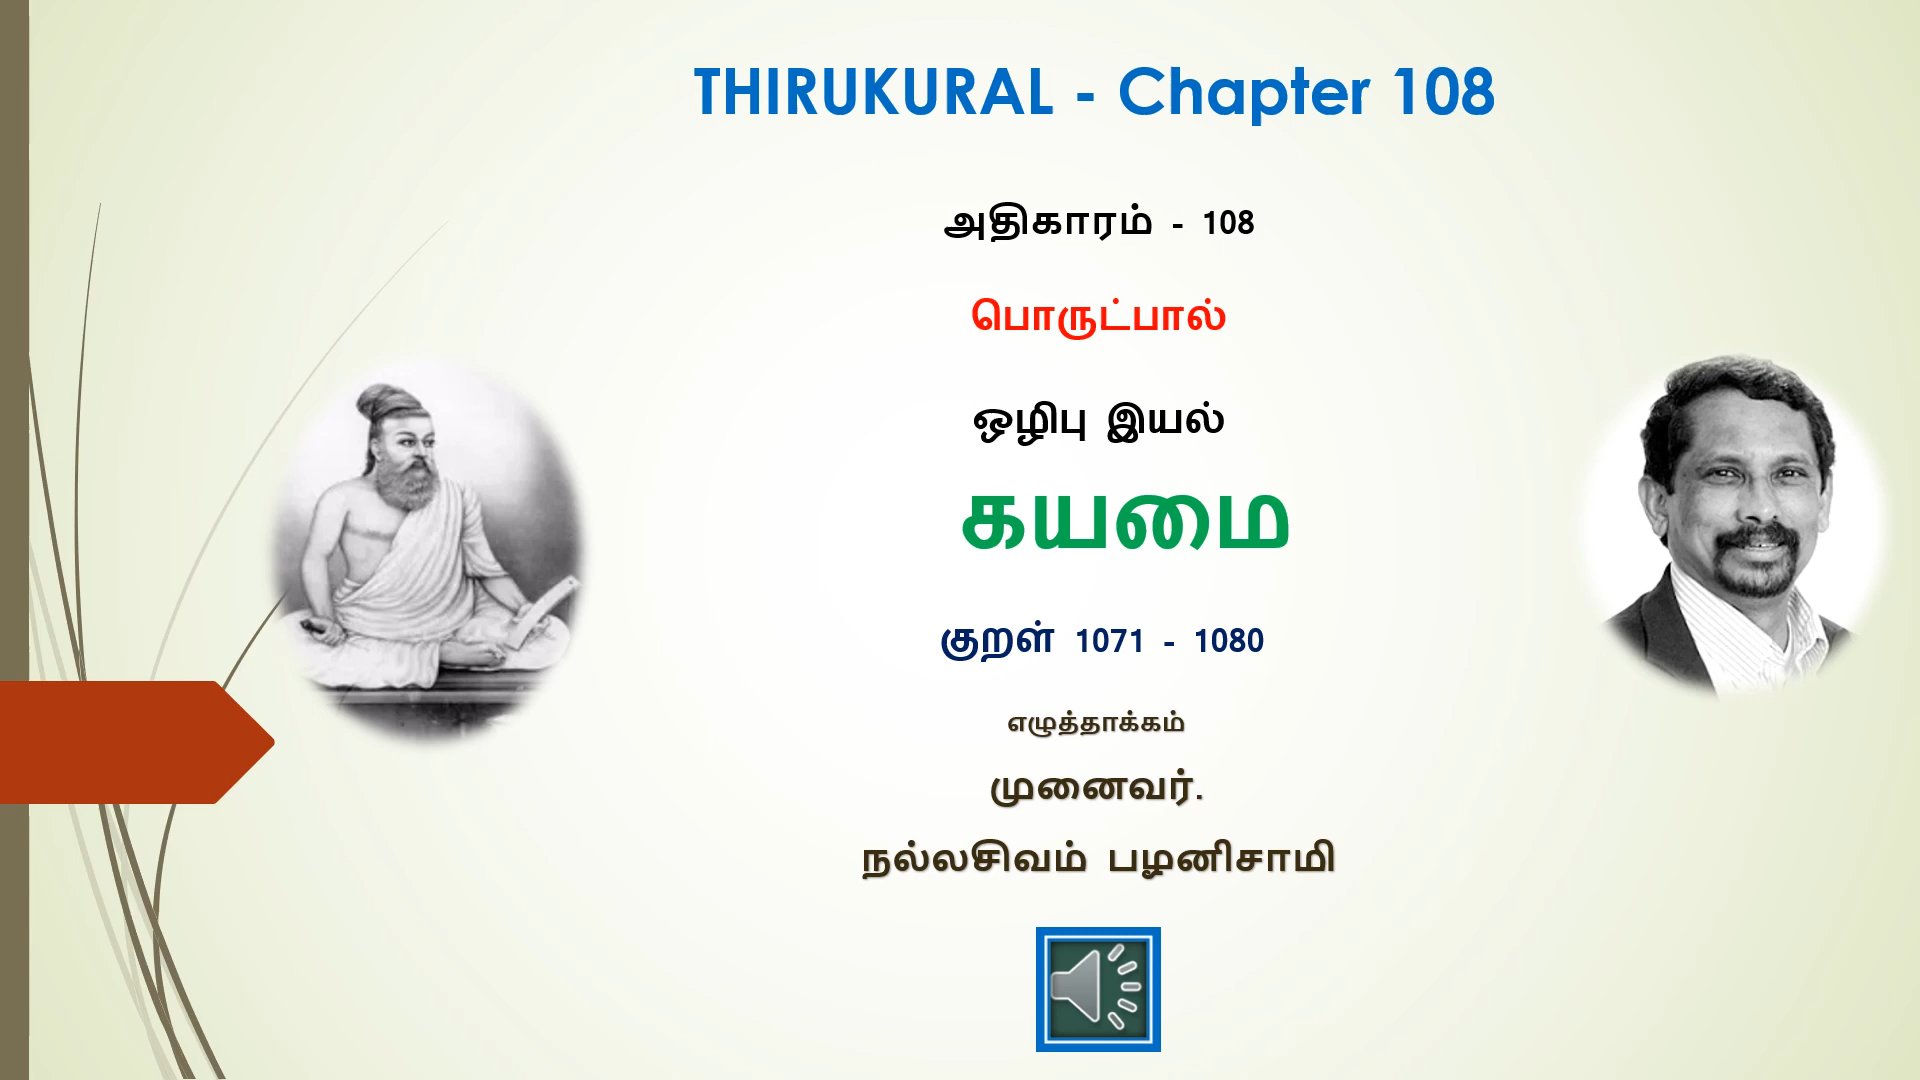 THIRUKURAL - Chapter 108
அதிகாரம் - 108
பொருட்பால்
ஒழிபு இயல்
கயமை
குறள் 1071 - 1080
எழுத்தாக்கம்
முனைவர்.
நல்லசிவம் பழனிசாமி